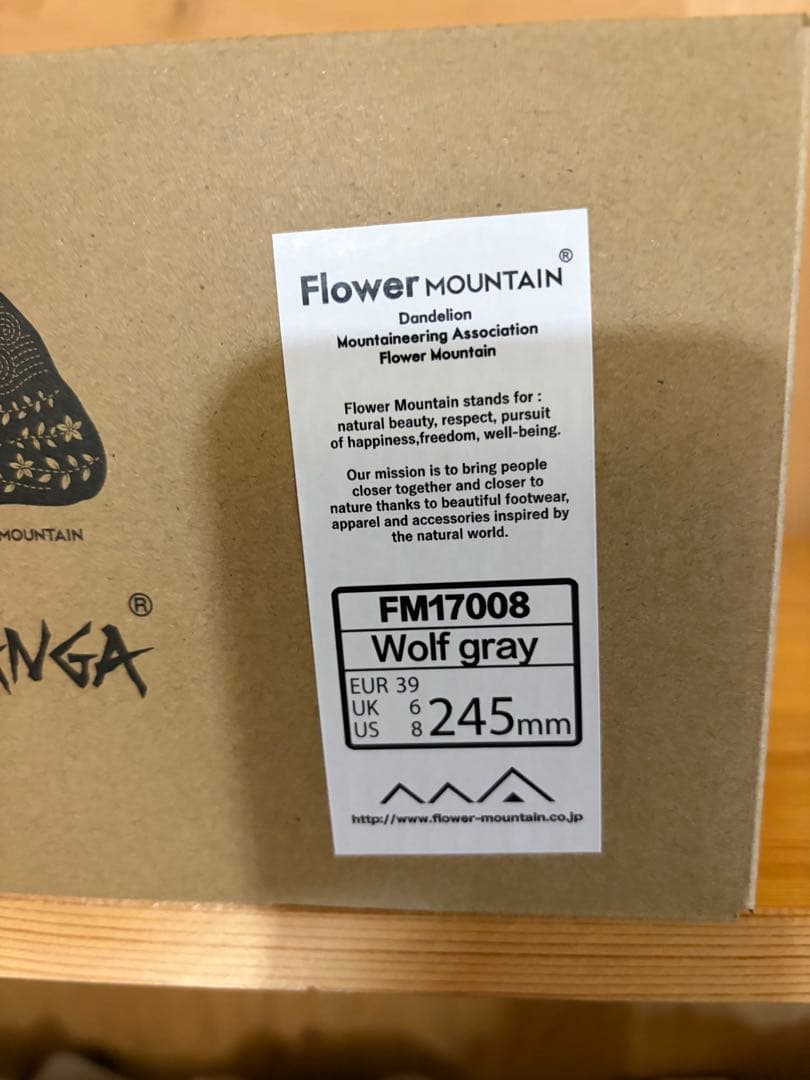 Flower MOUNTAIN®
Dandelion
Mountaineering Association
Flower Mountain
Flower Mountain stands for :
natural beauty, respect, pursuit
of happiness,freedom, well-being.
Our mission is to bring people
closer together and closer to
nature thanks to beautiful footwear,
apparel and accessories inspired by
the natural world.
FM17008
Wolf gray
EUR 39
UK 6
US 8
245mm
http://www.flower-mountain.co.jp
MOUNTAIN
NGA®